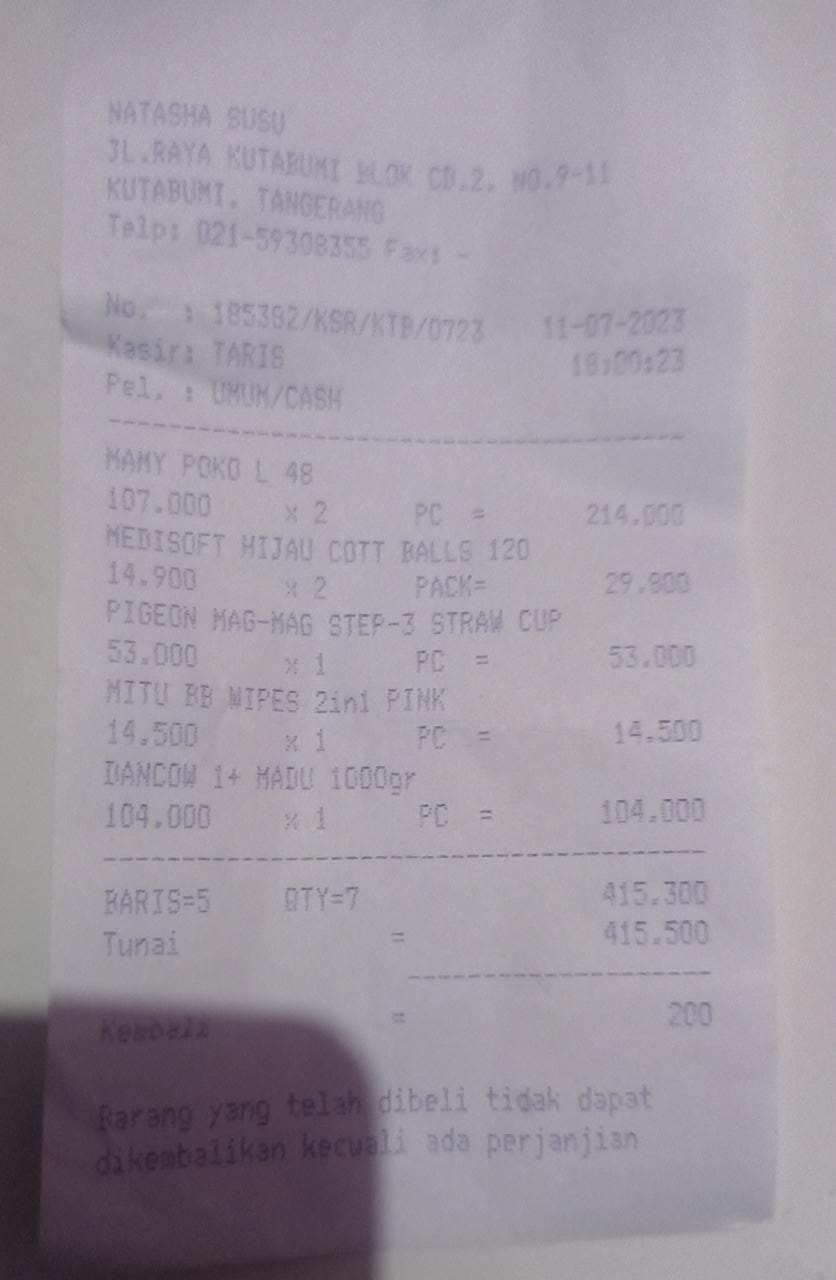 NATASHA SUSU
JL.RAYA KUTABUMI BLOK CD.2. NO.9-11
KUTABUMI. TANGERANG
Telp: 021-59308355 Fax: -
No. : 185382/KSR/KTB/0723 11-07-2023
Kasir: TARIS 18:00:23
Pel. : UMUM/CASH
MAMY POKO L 48
107.000 x 2 PC = 214.000
MEDISOFT HIJAU COTT BALLS 120
14.900 x 2 PACK= 29.800
PIGEON MAG-MAG STEP-3 STRAW CUP
53.000 x 1 PC = 53.000
MITU BB WIPES 2in1 PINK
14.500 x 1 PC = 14.500
DANCOW 1+ MADU 1000gr
104.000 x 1 PC = 104.000
BARIS=5 QTY=7 415.300
Tunai = 415.500
Kembali = 200
Barang yang telah dibeli tidak dapat
dikembalikan kecuali ada perjanjian